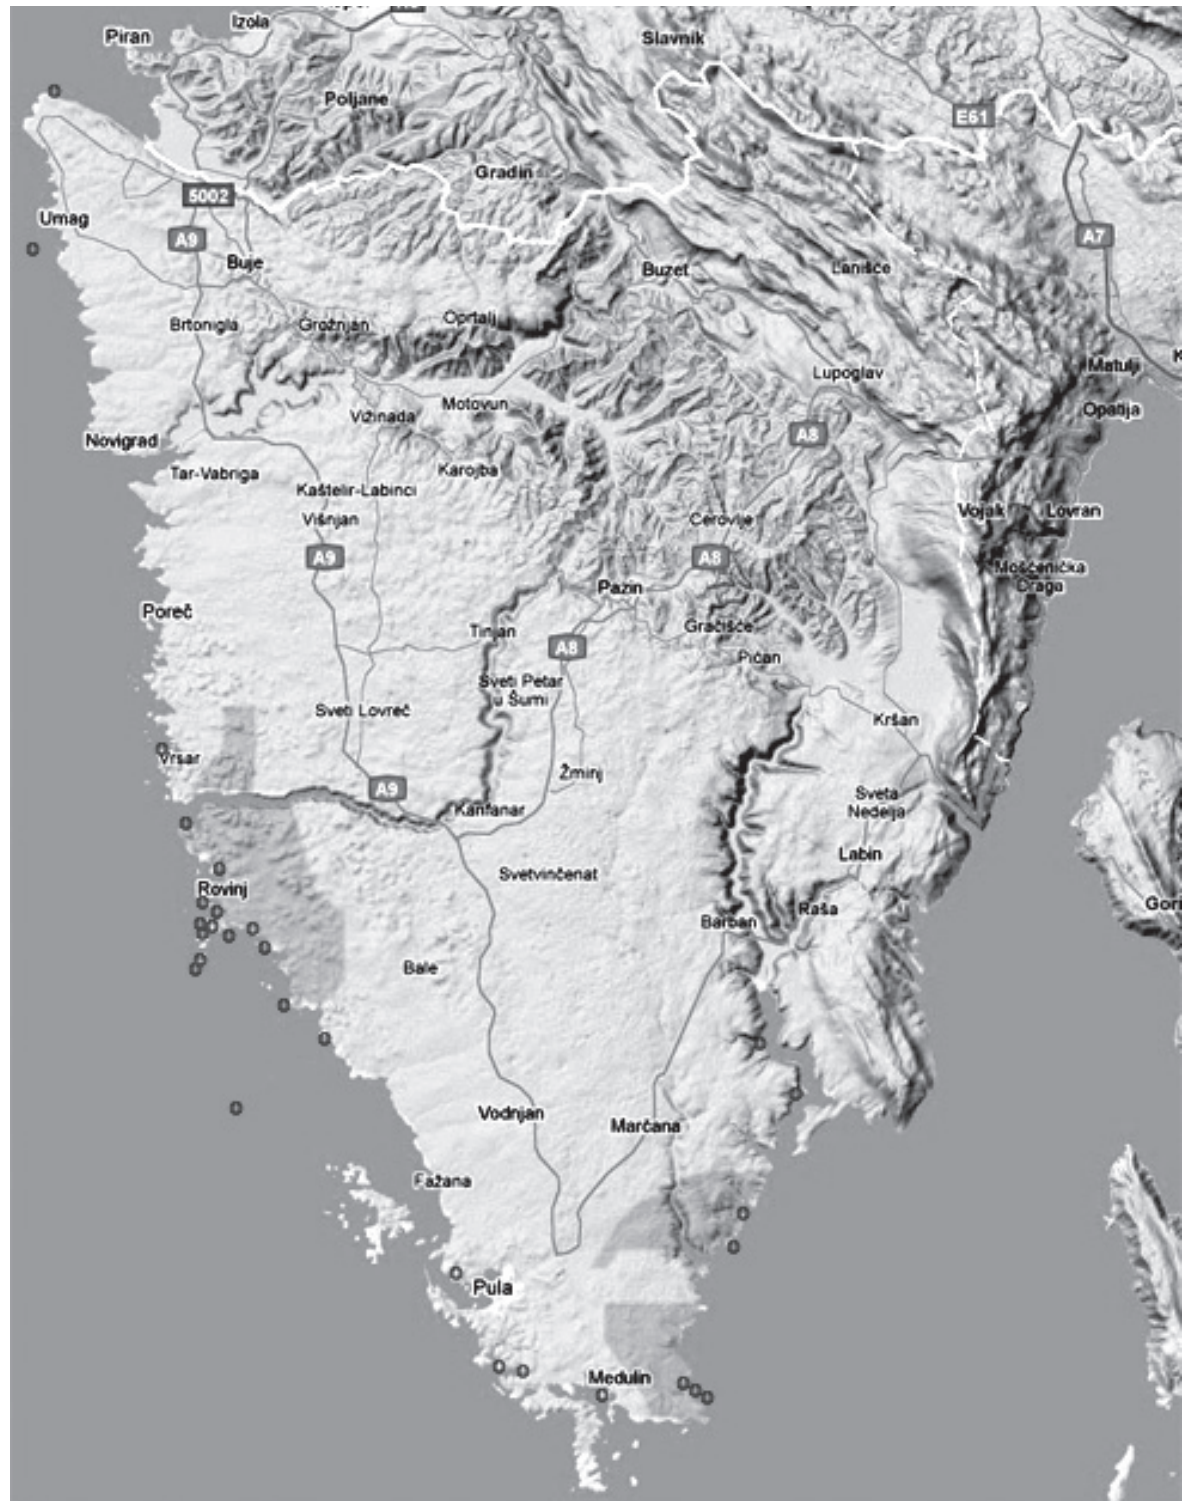 Izola
Piran
Slavnik
Poljane
E61
Gradin
5002
Umag
A9
A7
Buje
Buzet
Lanišće
Brtonigla
Grožnjan
Oprtalj
Matulji
Lupoglav
Vižinada
Motovun
Opatija
A8
Novigrad
Tar-Vabriga
Karojba
Kaštelir-Labinci
Višnjan
Cerovlje
Vojak
Lovran
A9
A8
Mošćenička
Draga
Pazin
Poreč
Tinjan
Gračišće
A8
Pićan
Sveti Petar
u Šumi
Sveti Lovreč
Kršan
Vrsar
Žminj
A9
Sveta
Nedelja
Kanfanar
Labin
Svetvinčenat
Rovinj
Raša
Barban
Bale
Vodnjan
Marčana
Fažana
Pula
Medulin